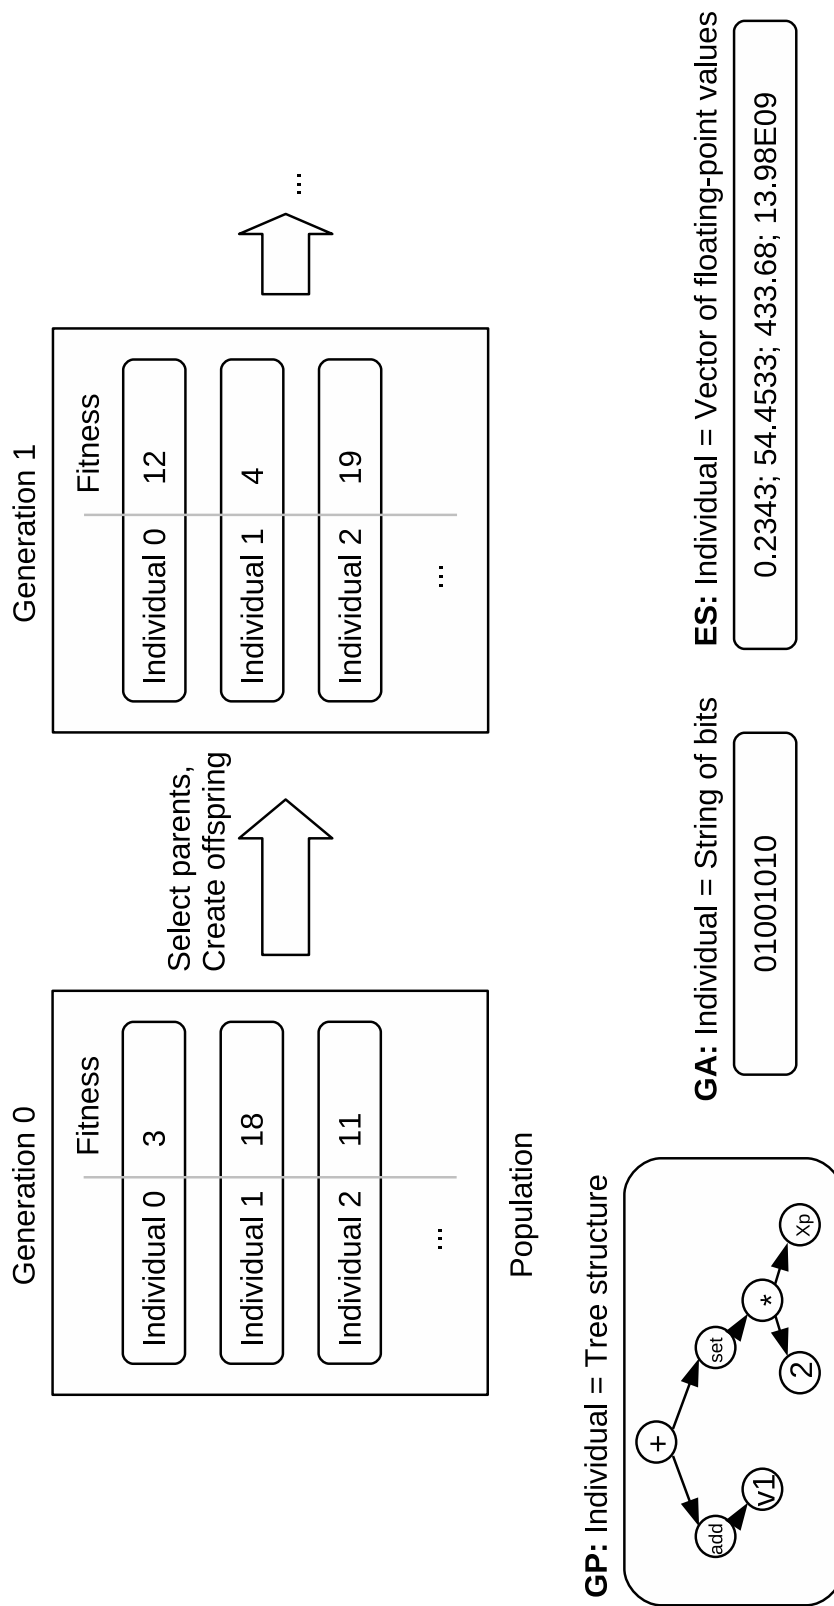 Generation 0
Fitness
Individual 0 3
Individual 1 18
Individual 2 11
...
Population
Select parents,
Create offspring
Generation 1
Fitness
Individual 0 12
Individual 1 4
Individual 2 19
...
...
GP: Individual = Tree structure
+
add
set
v1
*
2
Xp
GA: Individual = String of bits
01001010
ES: Individual = Vector of floating-point values
0.2343; 54.4533; 433.68; 13.98E09